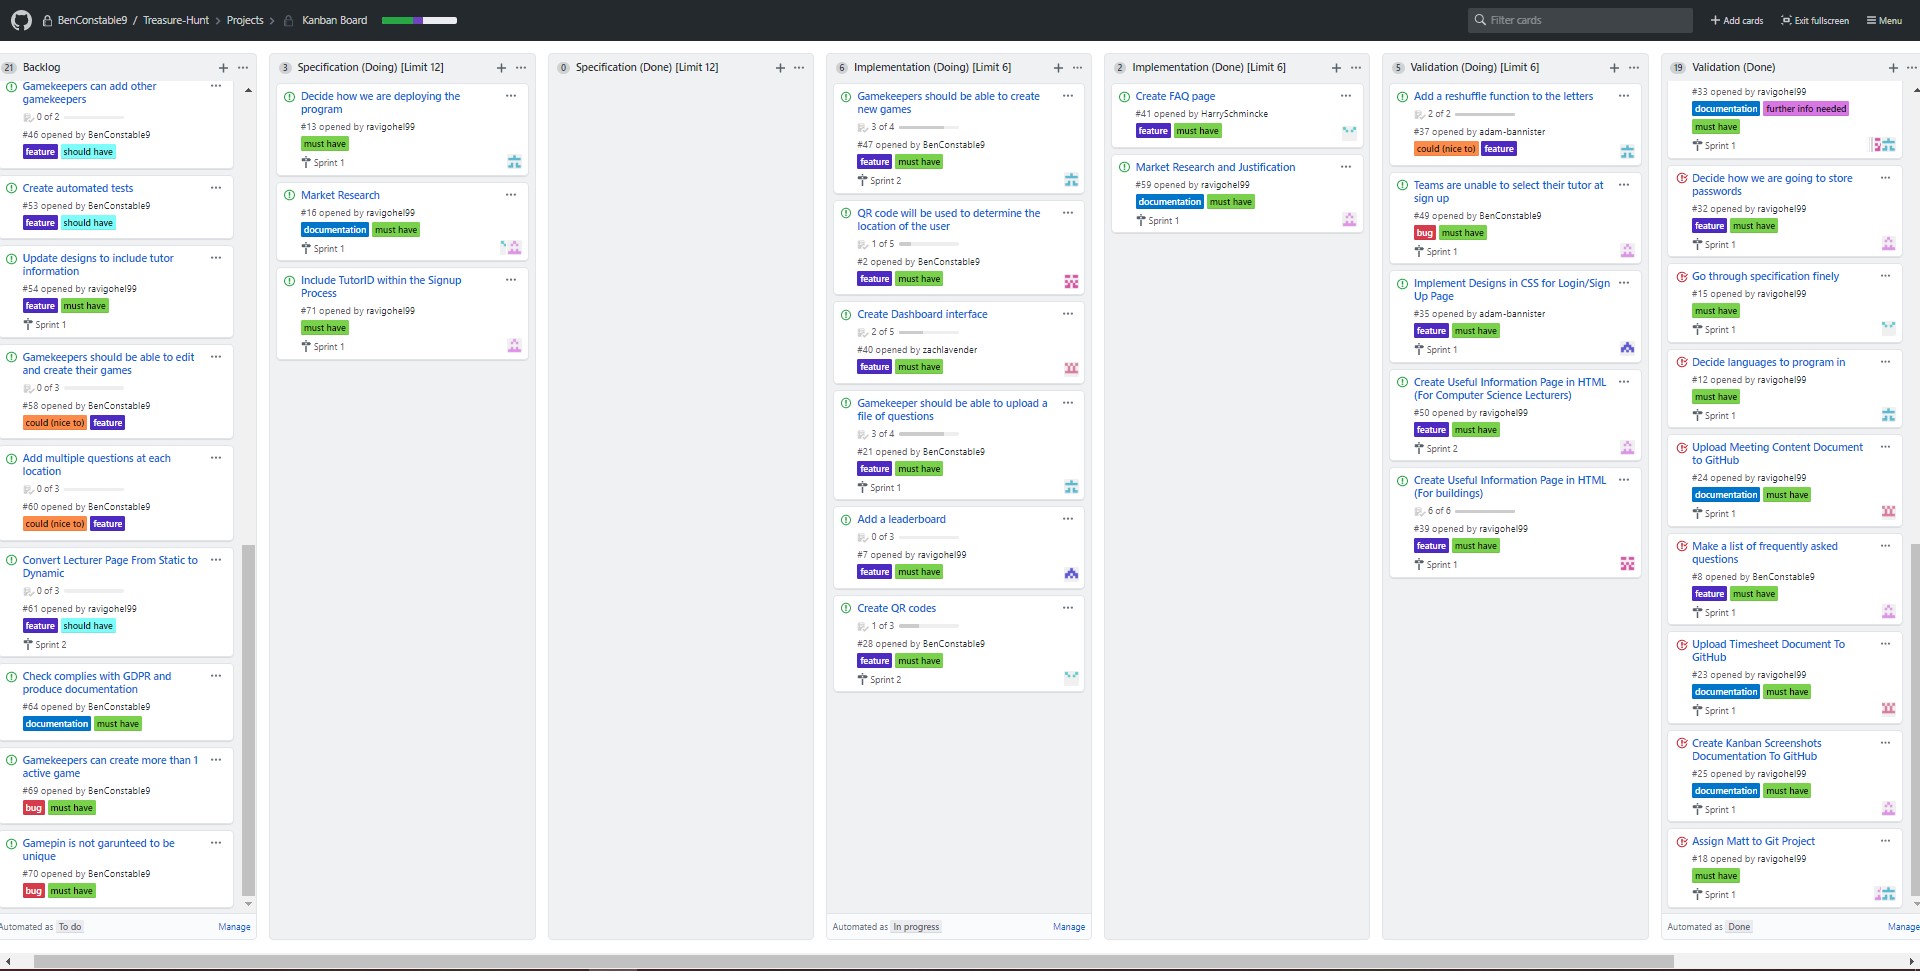 BenConstable9 / Treasure-Hunt Projects Kanban Board
Filter cards
Add cards
Exit fullscreen
Menu
21 Backlog
Gamekeepers can add other
gamekeepers
0 of 2
#46 opened by BenConstable9
feature should have
Create automated tests
#53 opened by BenConstable9
feature should have
Update designs to include tutor
information
#54 opened by ravigohel99
feature must have
Sprint 1
Gamekeepers should be able to edit
and create their games
0 of 3
#58 opened by BenConstable9
could (nice to) feature
Add multiple questions at each
location
0 of 3
#60 opened by BenConstable9
could (nice to) feature
Convert Lecturer Page From Static to
Dynamic
0 of 3
#61 opened by ravigohel99
feature should have
Sprint 2
Check complies with GDPR and
produce documentation
#64 opened by BenConstable9
documentation must have
Gamekeepers can create more than 1
active game
#69 opened by BenConstable9
bug must have
Gamepin is not garunteed to be
unique
#70 opened by BenConstable9
bug must have
Automated as To do
Manage
3 Specification (Doing) [Limit 12]
Decide how we are deploying the
program
#13 opened by ravigohel99
must have
Sprint 1
Market Research
#16 opened by ravigohel99
documentation must have
Sprint 1
Include TutorID within the Signup
Process
#71 opened by ravigohel99
must have
Sprint 1
0 Specification (Done) [Limit 12]
6 Implementation (Doing) [Limit 6]
Gamekeepers should be able to create
new games
3 of 4
#47 opened by BenConstable9
feature must have
Sprint 2
QR code will be used to determine the
location of the user
1 of 5
#2 opened by BenConstable9
feature must have
Create Dashboard interface
2 of 5
#40 opened by zachlavender
feature must have
Gamekeeper should be able to upload a
file of questions
3 of 4
#21 opened by BenConstable9
feature must have
Sprint 1
Add a leaderboard
0 of 3
#7 opened by ravigohel99
feature must have
Create QR codes
1 of 3
#28 opened by BenConstable9
feature must have
Sprint 2
Automated as In progress
Manage
2 Implementation (Done) [Limit 6]
Create FAQ page
#41 opened by HarrySchmincke
feature must have
Market Research and Justification
#59 opened by ravigohel99
documentation must have
Sprint 1
5 Validation (Doing) [Limit 6]
Add a reshuffle function to the letters
2 of 2
#37 opened by adam-bannister
could (nice to) feature
Teams are unable to select their tutor at
sign up
#49 opened by BenConstable9
bug must have
Sprint 1
Implement Designs in CSS for Login/Sign
Up Page
#35 opened by adam-bannister
feature must have
Sprint 1
Create Useful Information Page in HTML
(For Computer Science Lecturers)
#50 opened by ravigohel99
feature must have
Sprint 2
Create Useful Information Page in HTML
(For buildings)
6 of 6
#39 opened by ravigohel99
feature must have
Sprint 1
19 Validation (Done)
#33 opened by ravigohel99
documentation further info needed
must have
Sprint 1
Decide how we are going to store
passwords
#32 opened by ravigohel99
feature must have
Sprint 1
Go through specification finely
#15 opened by ravigohel99
must have
Sprint 1
Decide languages to program in
#12 opened by ravigohel99
must have
Sprint 1
Upload Meeting Content Document
to GitHub
#24 opened by ravigohel99
documentation must have
Sprint 1
Make a list of frequently asked
questions
#8 opened by BenConstable9
feature must have
Sprint 1
Upload Timesheet Document To
GitHub
#23 opened by ravigohel99
documentation must have
Sprint 1
Create Kanban Screenshots
Documentation To GitHub
#25 opened by ravigohel99
documentation must have
Sprint 1
Assign Matt to Git Project
#18 opened by ravigohel99
must have
Sprint 1
Automated as Done
Manage